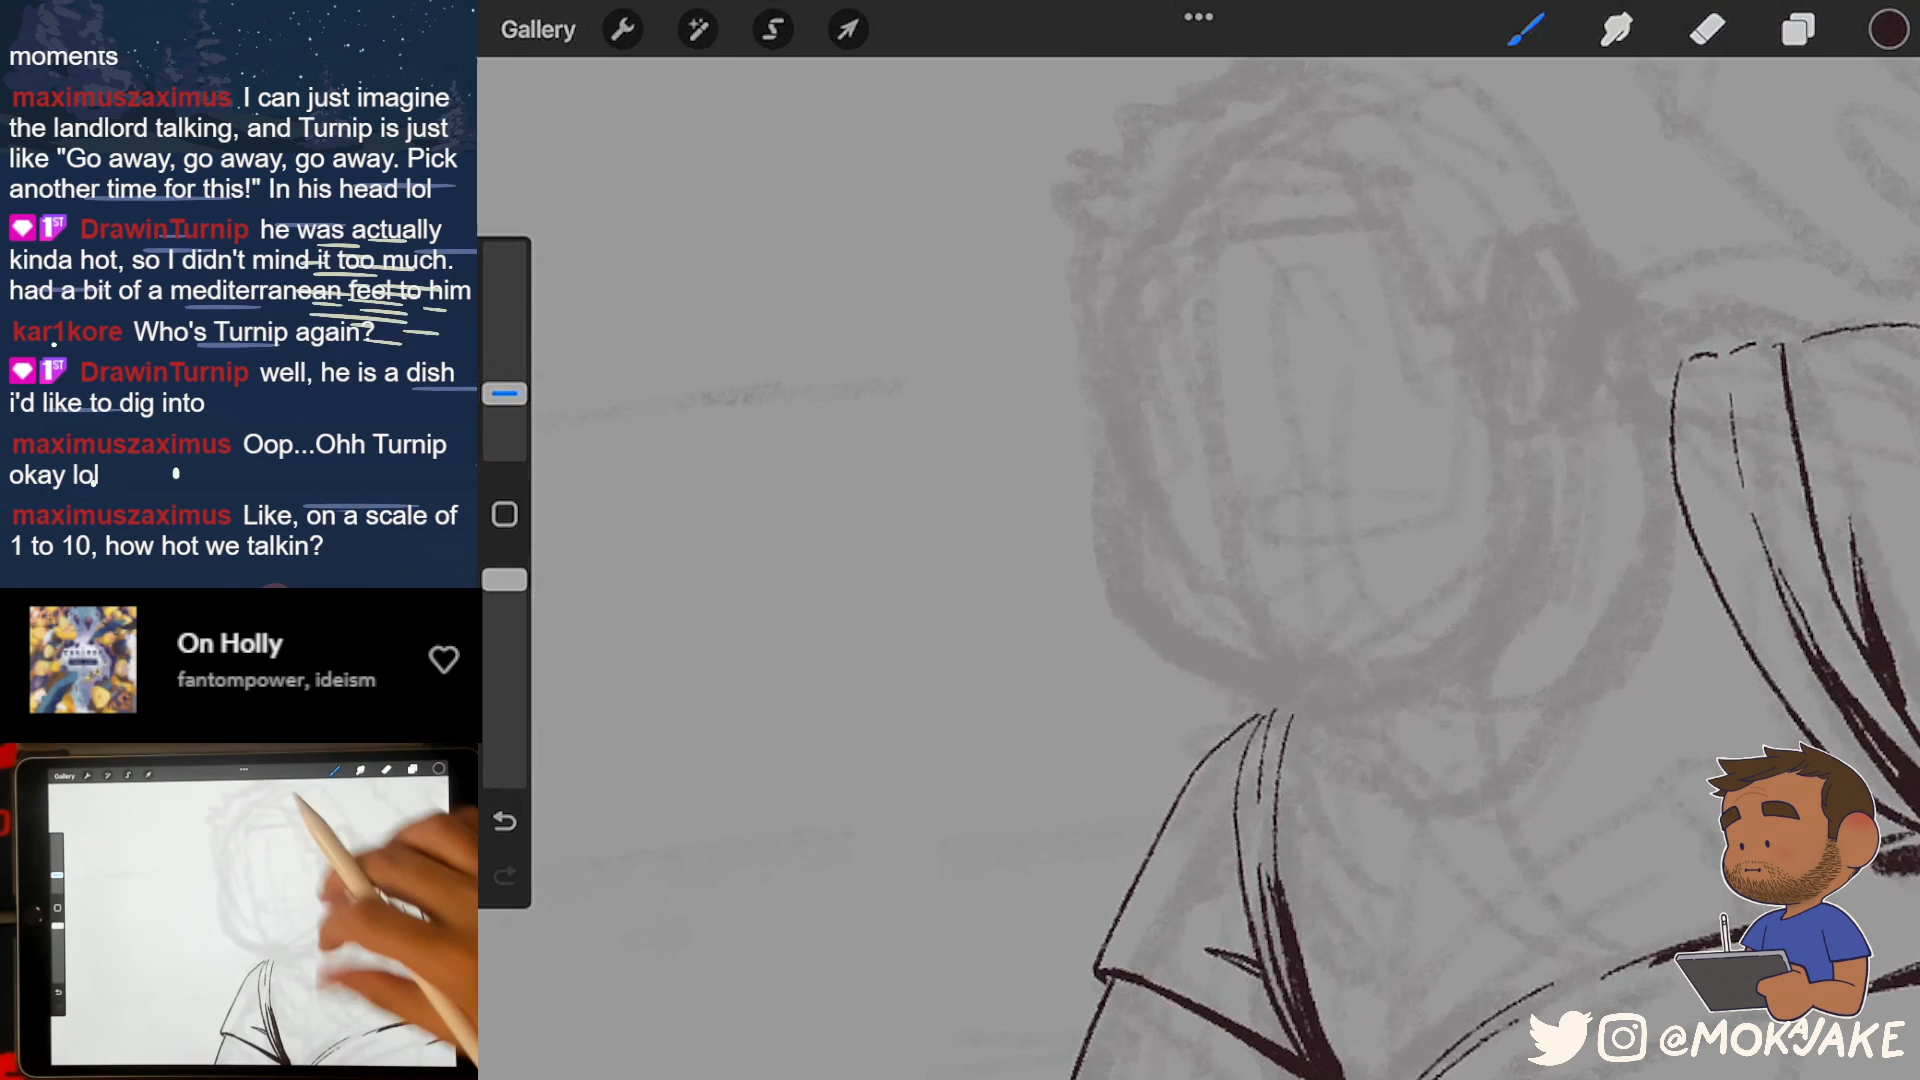 moments
maximuszaximus I can just imagine
the landlord talking, and Turnip is just
like "Go away, go away, go away. Pick
another time for this!" In his head lol
1ST DrawinTurnip he was actually
kinda hot, so I didn't mind it too much.
had a bit of a mediterranean feel to him
kar1kore Who's Turnip again?
1ST DrawinTurnip well, he is a dish
i'd like to dig into
maximuszaximus Oop...Ohh Turnip
okay lol
maximuszaximus Like, on a scale of
1 to 10, how hot we talkin?
On Holly
fantompower, ideism
Gallery
Gallery
@MOKAJAKE